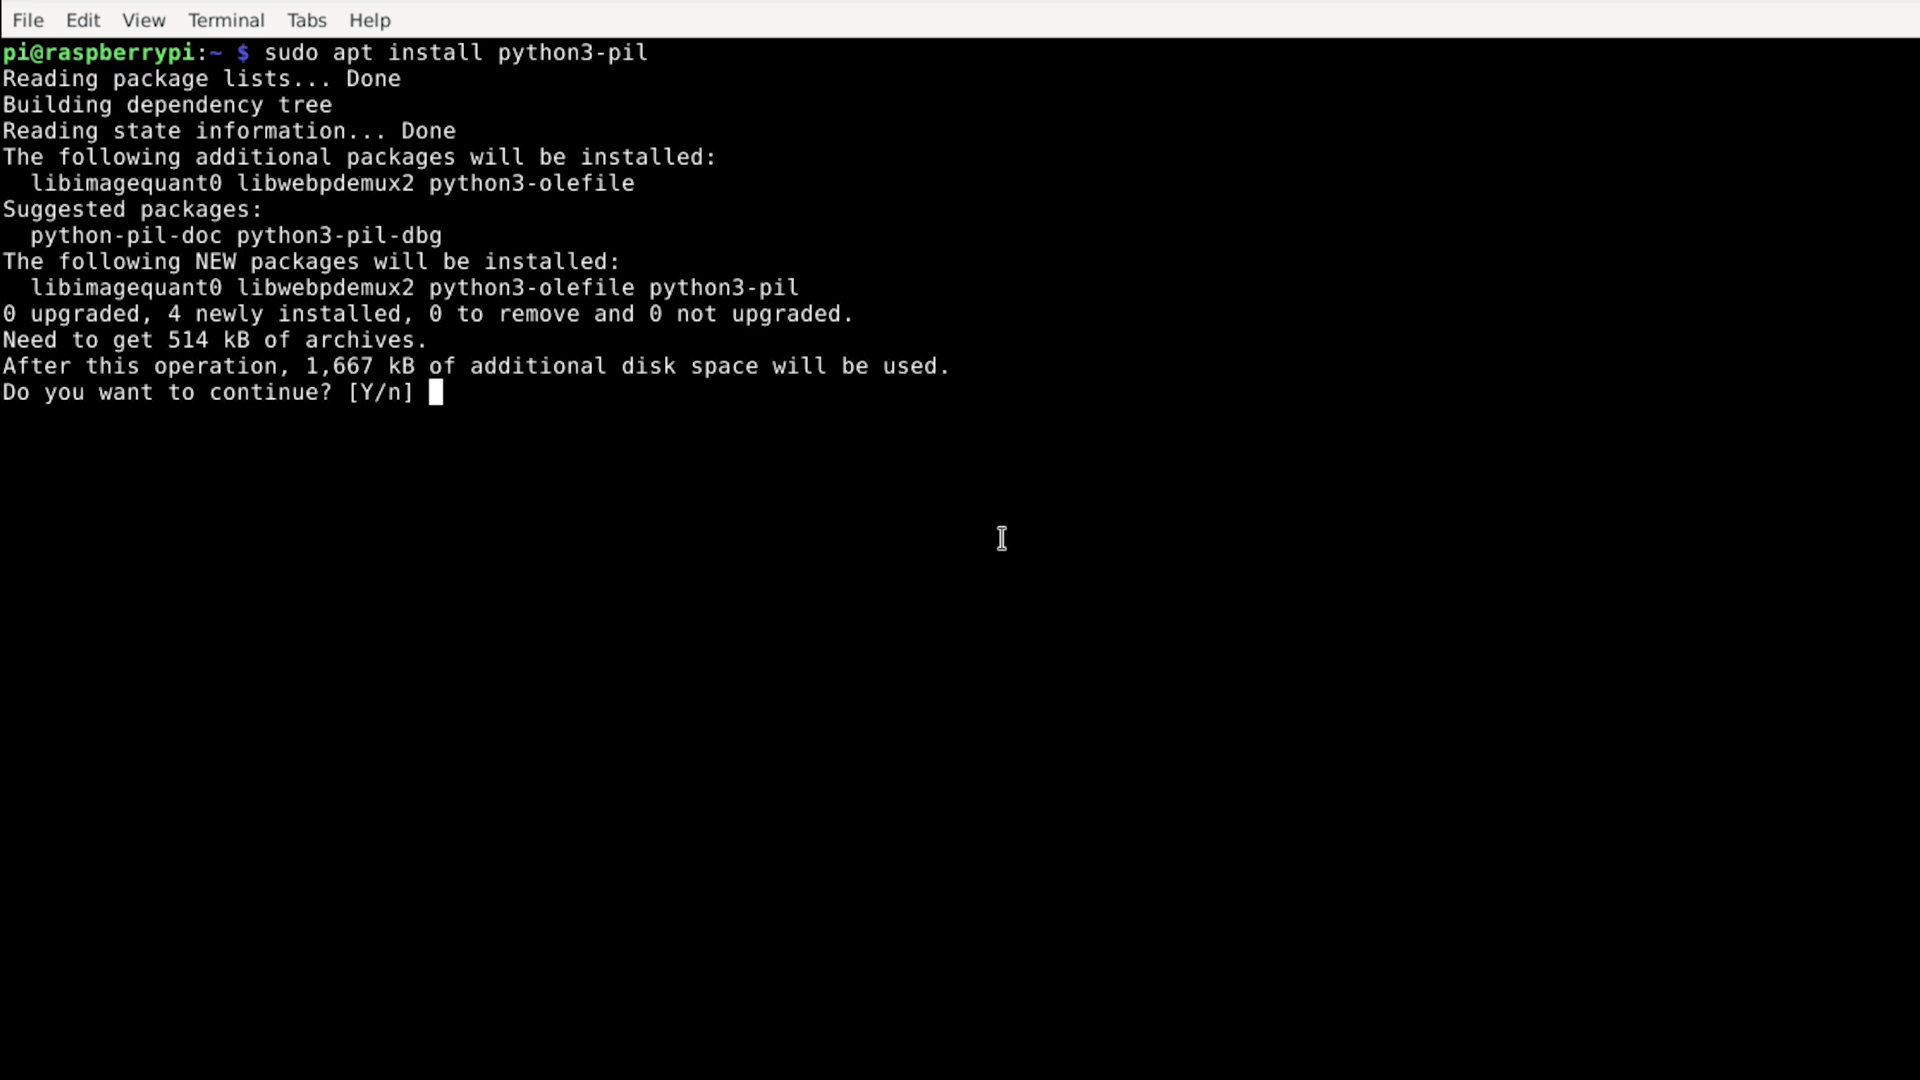 File Edit View Terminal Tabs Help
pi@raspberrypi:~ $ sudo apt install python3-pil
Reading package lists... Done
Building dependency tree
Reading state information... Done
The following additional packages will be installed:
  libimagequant0 libwebpdemux2 python3-olefile
Suggested packages:
  python-pil-doc python3-pil-dbg
The following NEW packages will be installed:
  libimagequant0 libwebpdemux2 python3-olefile python3-pil
0 upgraded, 4 newly installed, 0 to remove and 0 not upgraded.
Need to get 514 kB of archives.
After this operation, 1,667 kB of additional disk space will be used.
Do you want to continue? [Y/n]